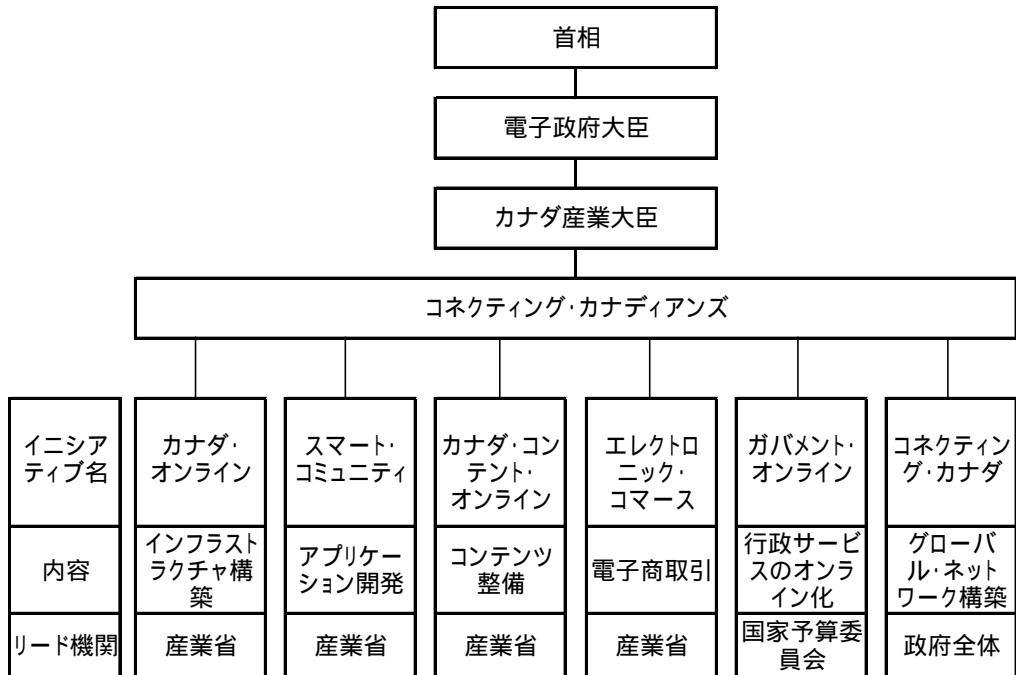 首相
電子政府大臣
カナダ産業大臣
コネクティング・カナディアンズ
イニシア
ティブ名
カナダ・
オンライン
スマート・
コミュニティ
カナダ・コン
テント・
オンライン
エレクトロ
ニック・
コマース
ガバメント・
オンライン
コネクティン
グ・カナダ
内容
インフラスト
ラクチャ構
築
アプリケー
ション開発
コンテンツ
整備
電子商取引
行政サービ
スのオンラ
イン化
グローバ
ル・ネット
ワーク構築
リード機関
産業省
産業省
産業省
産業省
国家予算委
員会
政府全体